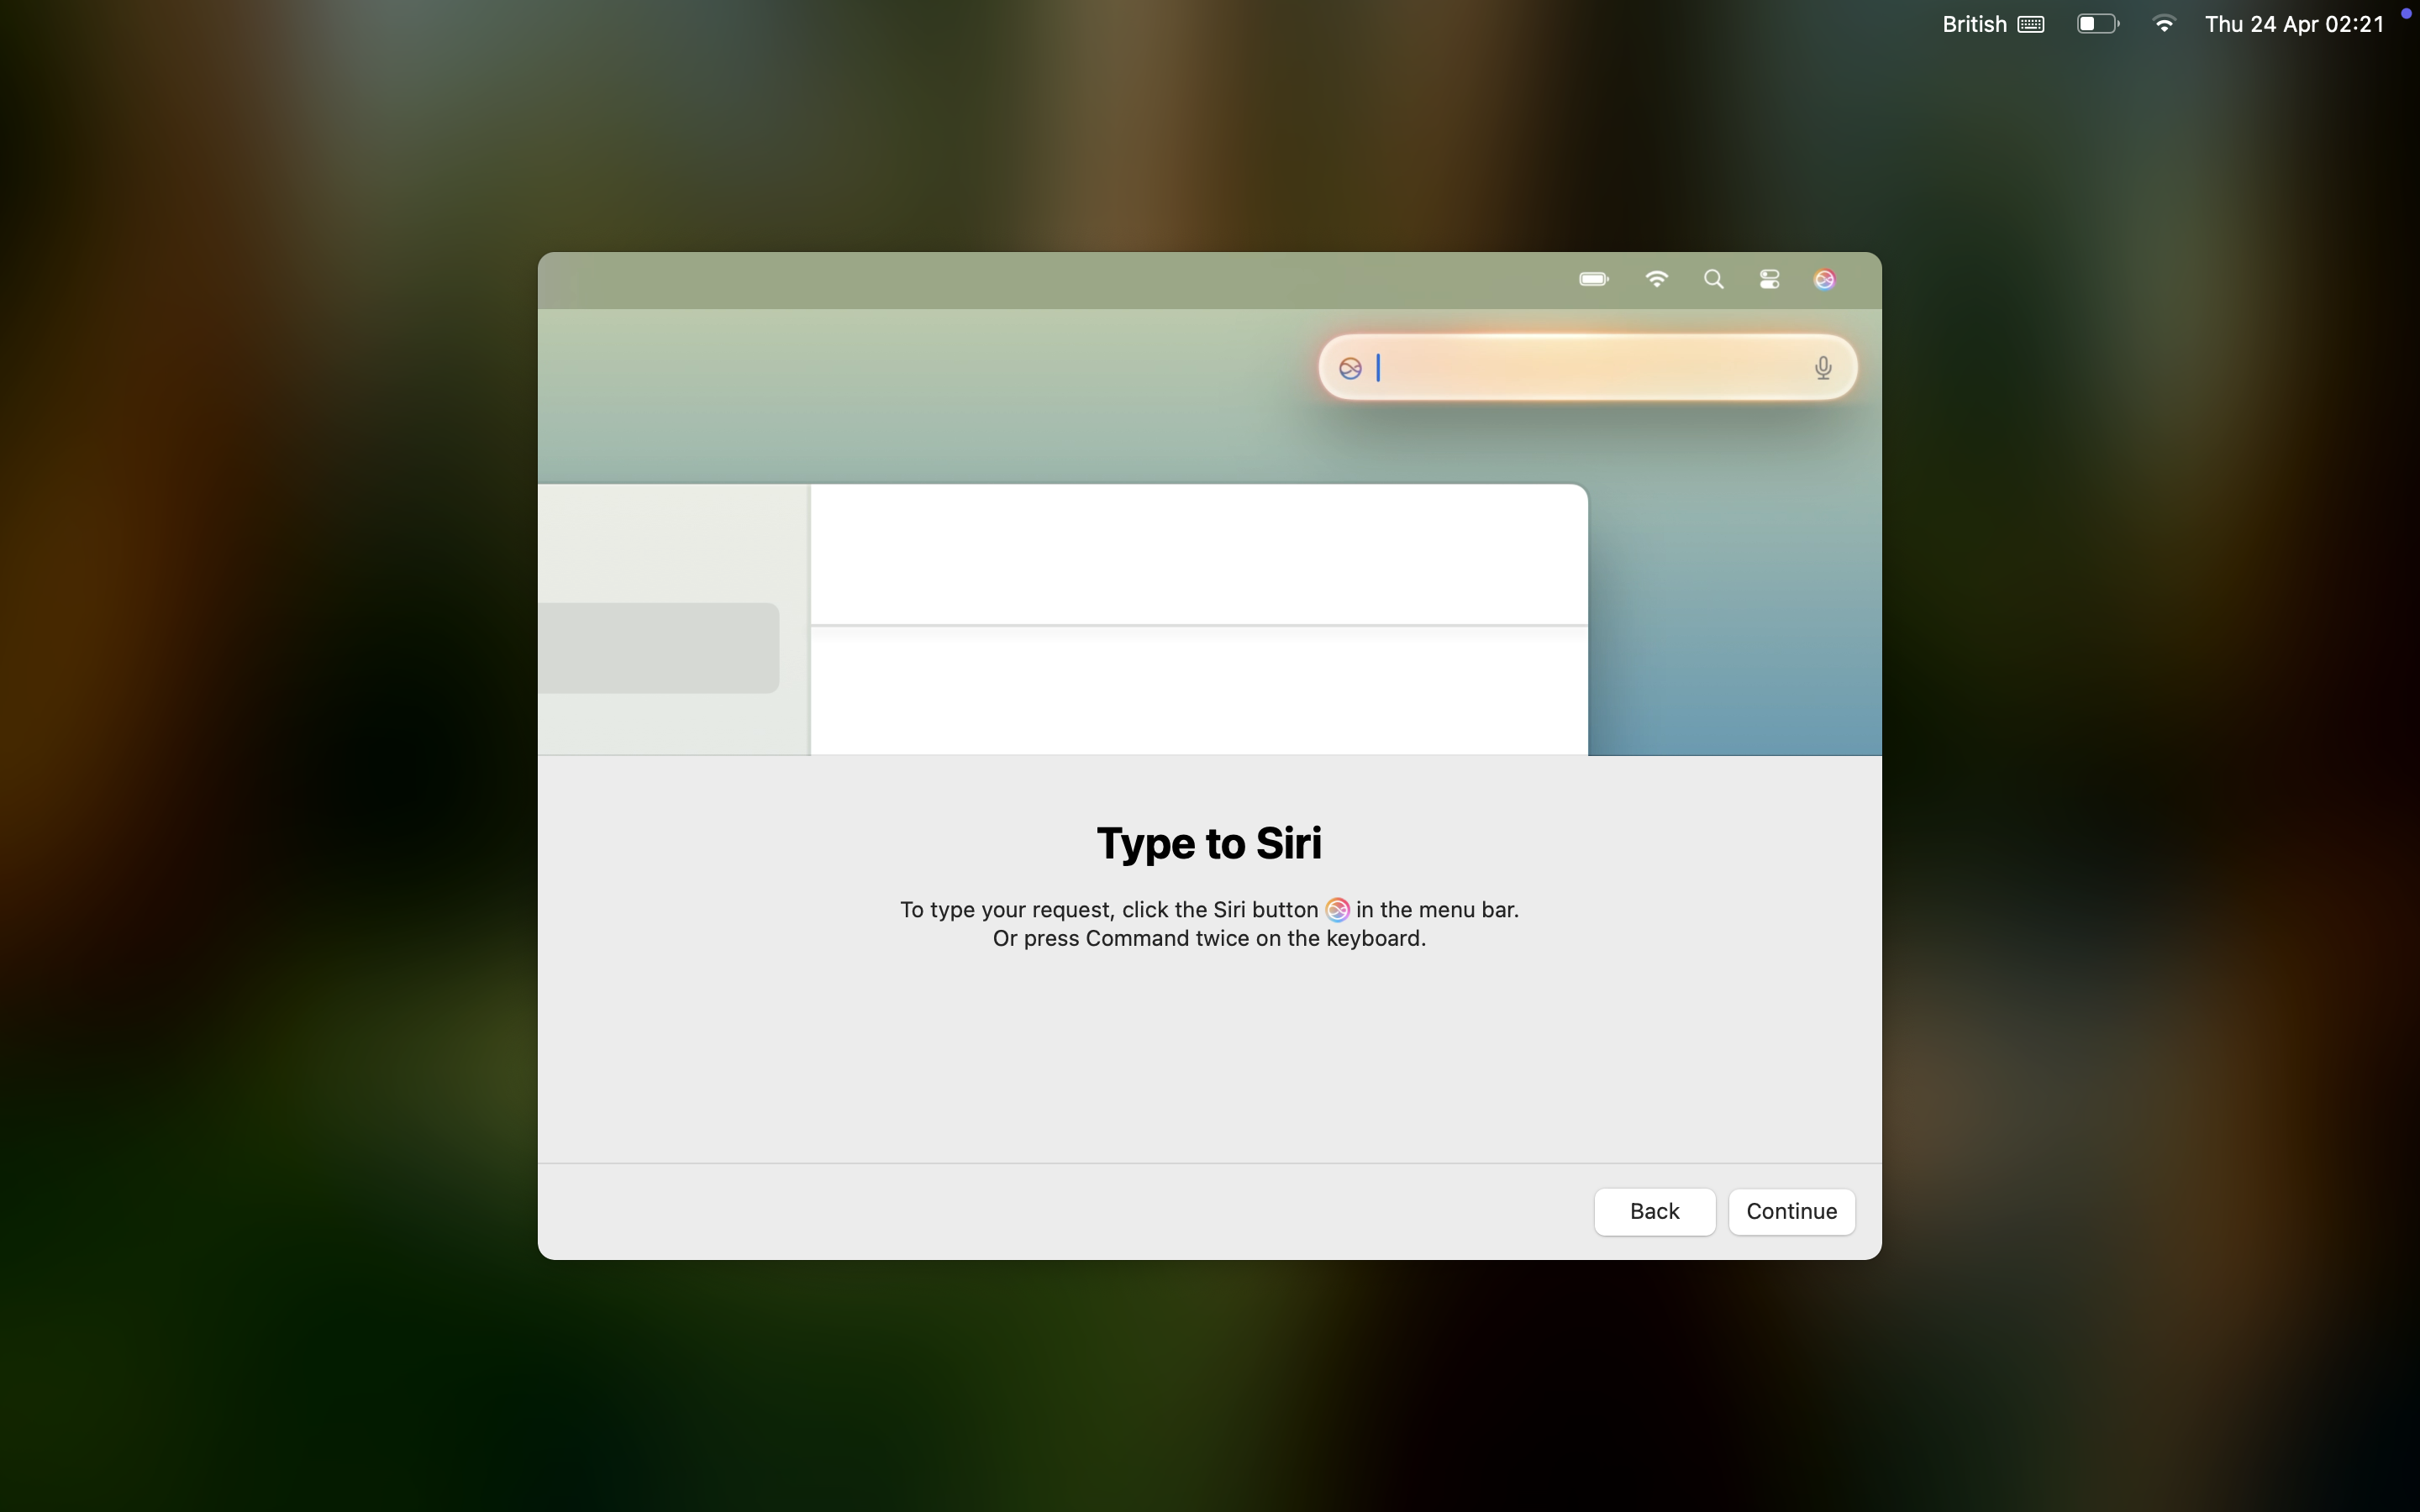 British
Thu 24 Apr 02:21
Type to Siri
To type your request, click the Siri button in the menu bar.
Or press Command twice on the keyboard.
Back
Continue